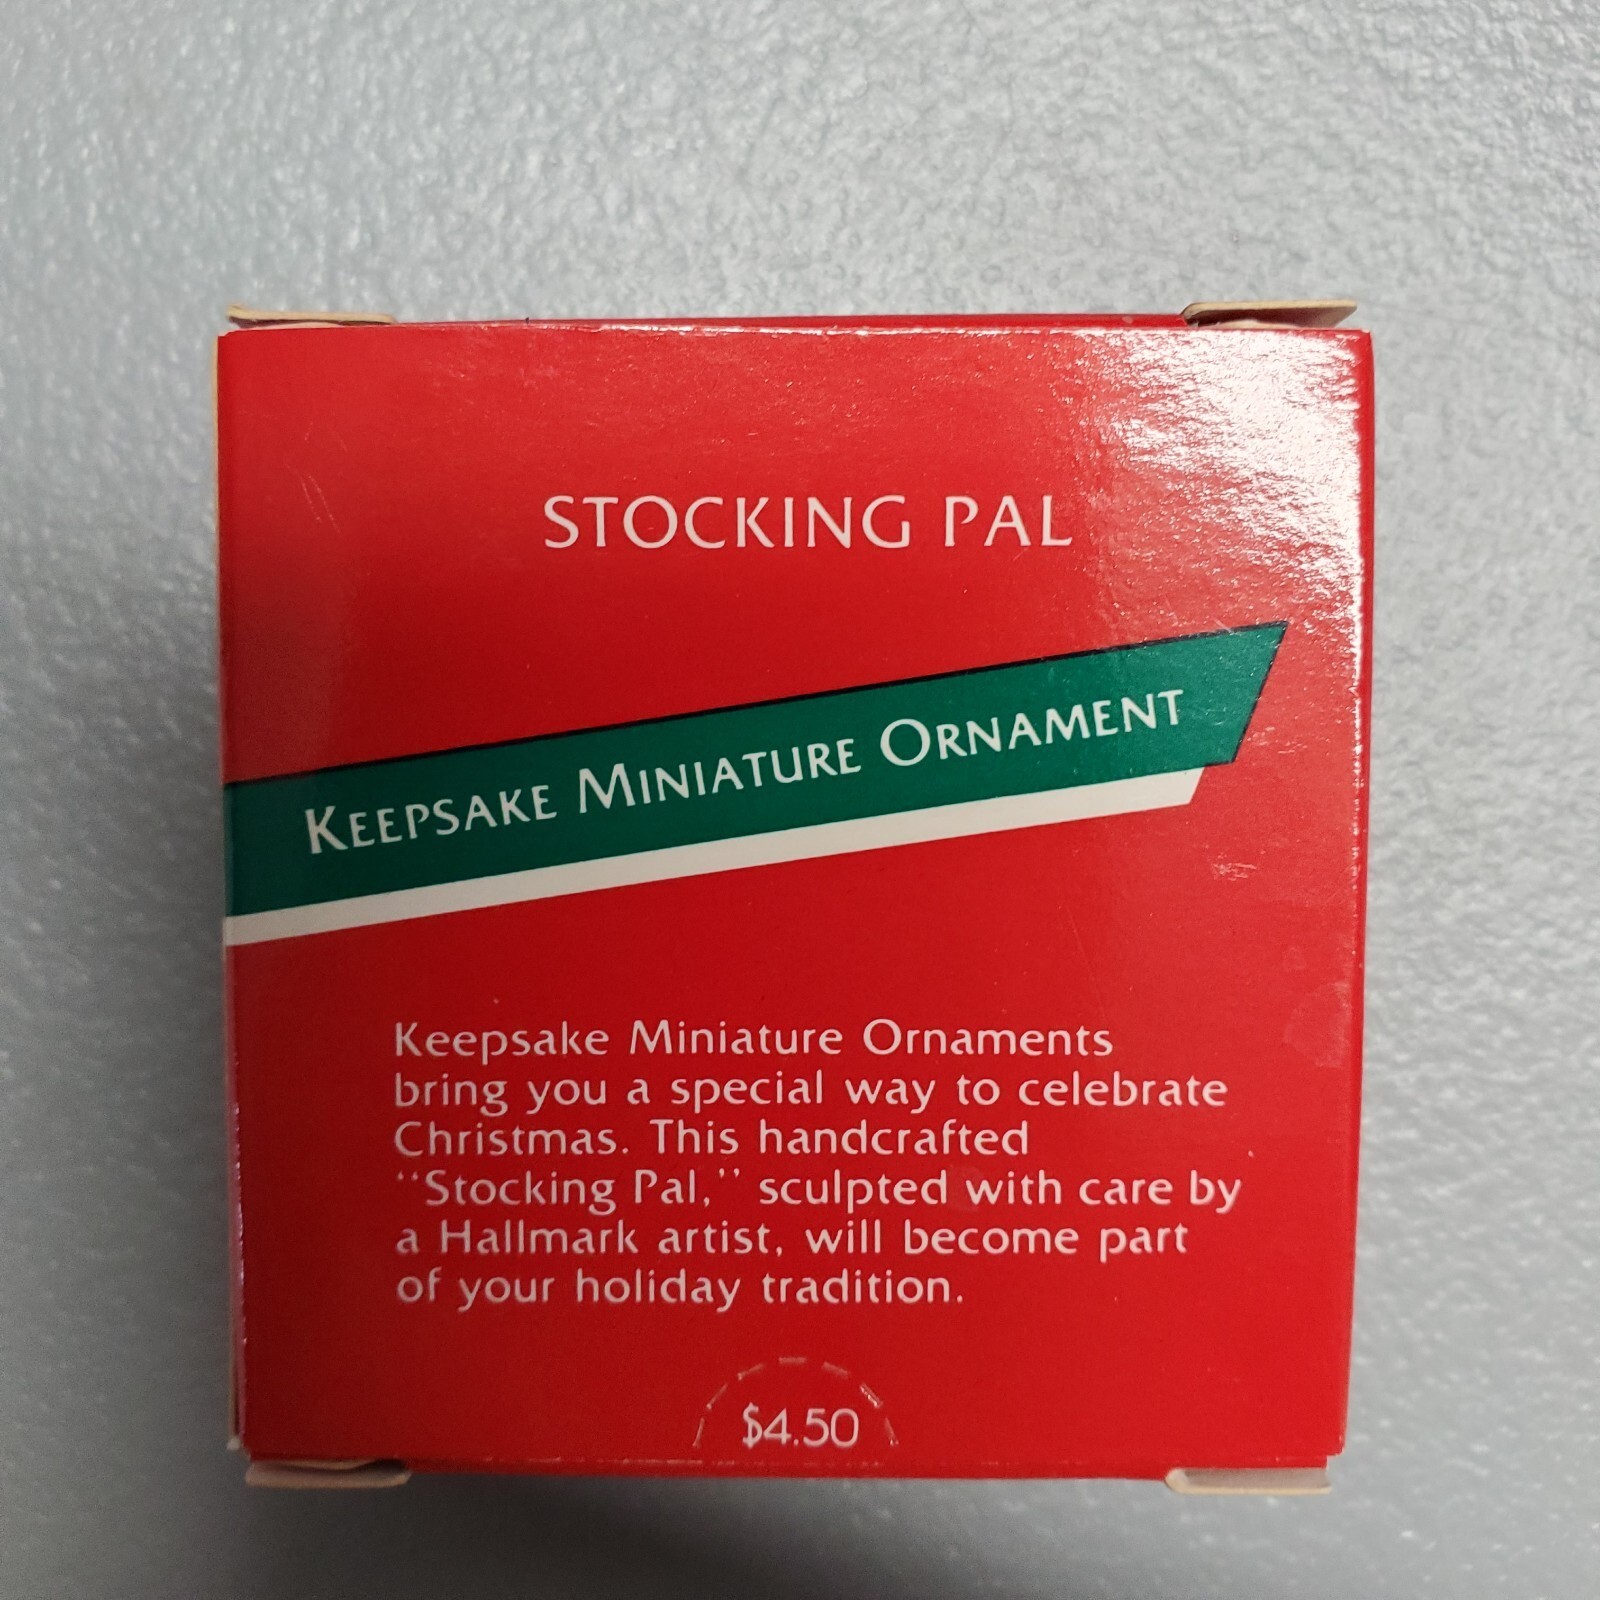 STOCKING PAL
KEEPSAKE MINIATURE ORNAMENT
Keepsake Miniature Ornaments
bring you a special way to celebrate
Christmas. This handcrafted
“Stocking Pal,” sculpted with care by
a Hallmark artist, will become part
of your holiday tradition.
$4.50